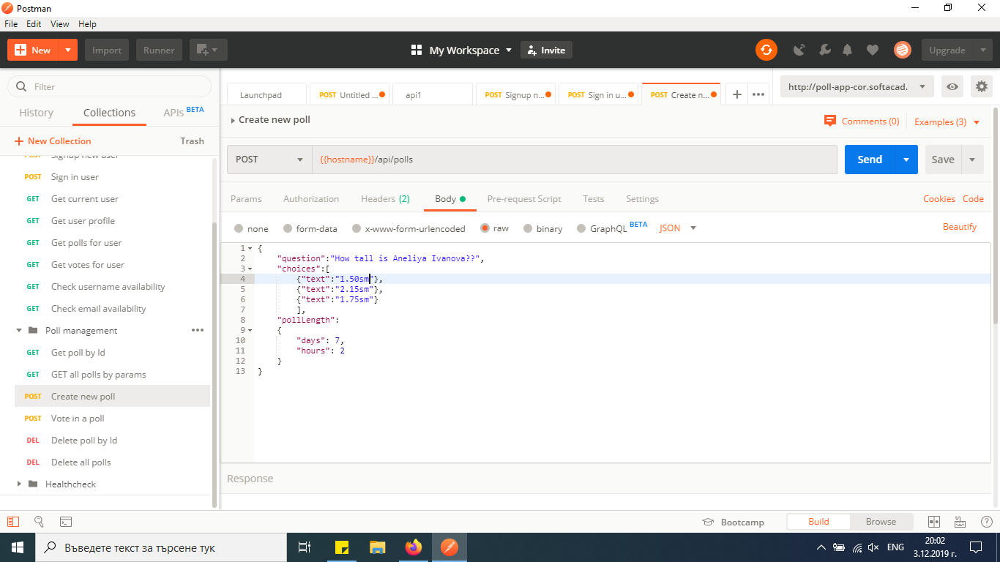 Postman
File Edit View Help
New Import Runner My Workspace Invite Upgrade
Filter
History Collections APIs BETA
New Collection Trash
Signup new user
POST Sign in user
GET Get current user
GET Get user profile
GET Get polls for user
GET Get votes for user
GET Check username availability
GET Check email availability
Poll management
GET Get poll by Id
GET GET all polls by params
POST Create new poll
POST Vote in a poll
DEL Delete poll by Id
DEL Delete all polls
Healthcheck
Launchpad POST Untitled ... api1 POST Signup n... POST Sign in u... POST Create n... http://poll-app-cor.softacad.
Create new poll Comments (0) Examples (3)
POST {{hostname}}/api/polls Send Save
Params Authorization Headers (2) Body Pre-request Script Tests Settings Cookies Code
none form-data x-www-form-urlencoded raw binary GraphQL BETA JSON Beautify
1 {
2 "question":"How tall is Aneliya Ivanova??",
3 "choices":[
4 {"text":"1.50sm"},
5 {"text":"2.15sm"},
6 {"text":"1.75sm"}
7 ],
8 "pollLength":
9 {
10 "days": 7,
11 "hours": 2
12 }
13 }
Response
Bootcamp Build Browse
Въведете текст за търсене тук
ENG
20:02
3.12.2019 г.